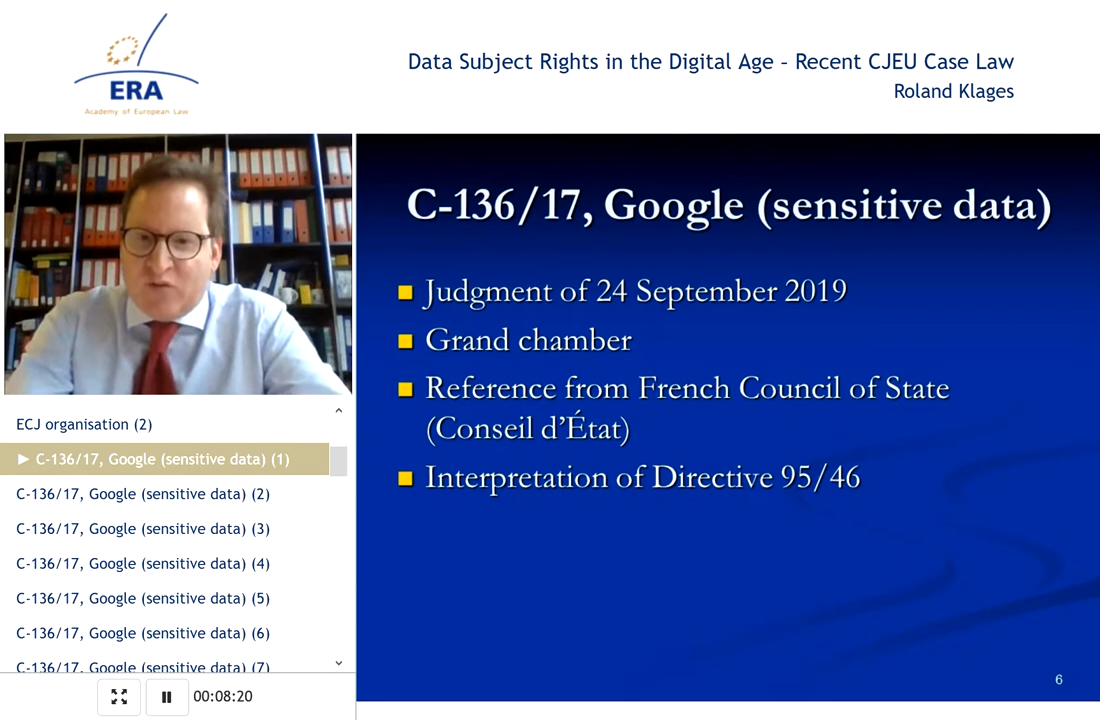 ERA
Academy of European Law
Data Subject Rights in the Digital Age – Recent CJEU Case Law
Roland Klages
ECJ organisation (2)
► C-136/17, Google (sensitive data) (1)
C-136/17, Google (sensitive data) (2)
C-136/17, Google (sensitive data) (3)
C-136/17, Google (sensitive data) (4)
C-136/17, Google (sensitive data) (5)
C-136/17, Google (sensitive data) (6)
C-136/17, Google (sensitive data) (7)
00:08:20
C-136/17, Google (sensitive data)
Judgment of 24 September 2019
Grand chamber
Reference from French Council of State
(Conseil d’État)
Interpretation of Directive 95/46
6